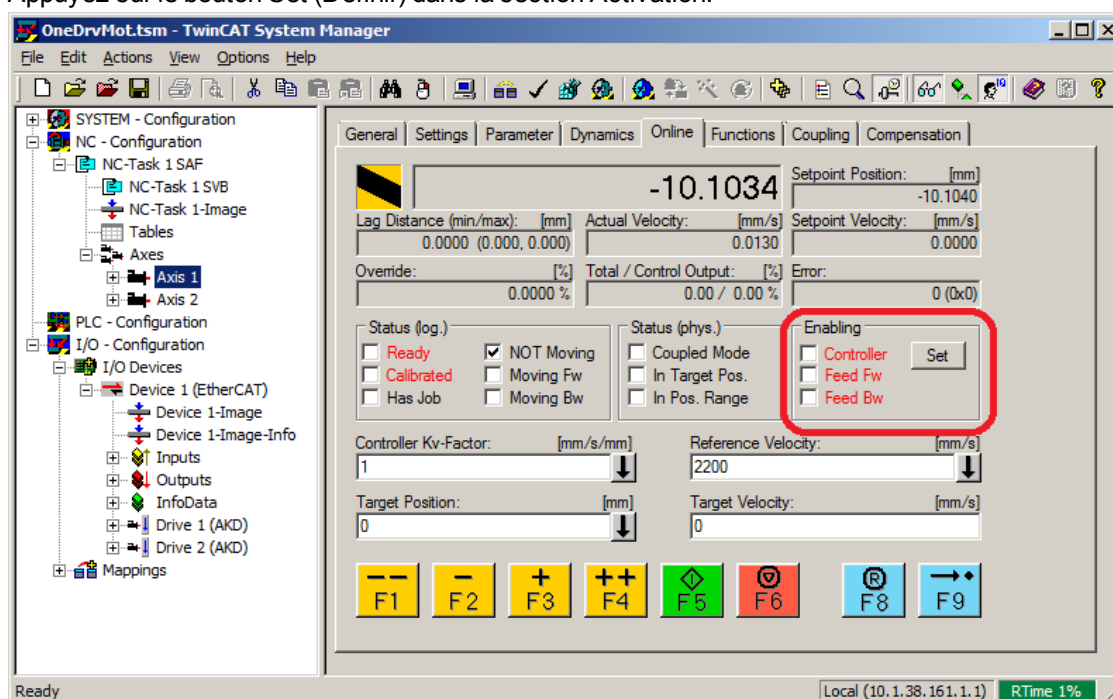 Appuyez sur le bouton Set (Définir) dans la section Activation.
OneDrvMot.tsm - TwinCAT System Manager
File Edit Actions View Options Help
SYSTEM - Configuration
NC - Configuration
NC-Task 1 SAF
NC-Task 1 SVB
NC-Task 1-Image
Tables
Axes
Axis 1
Axis 2
PLC - Configuration
I/O - Configuration
I/O Devices
Device 1 (EtherCAT)
Device 1-Image
Device 1-Image-Info
Inputs
Outputs
InfoData
Drive 1 (AKD)
Drive 2 (AKD)
Mappings
General Settings Parameter Dynamics Online Functions Coupling Compensation
-10.1034
Setpoint Position: [mm]
-10.1040
Lag Distance (min/max): [mm] Actual Velocity: [mm/s] Setpoint Velocity: [mm/s]
0.0000 (0.000, 0.000) 0.0130 0.0000
Override: [%] Total / Control Output: [%] Error:
0.0000 % 0.00 / 0.00 % 0 (0x0)
Status (log.) Status (phys.) Enabling
Ready NOT Moving Coupled Mode Controller Set
Calibrated Moving Fw In Target Pos. Feed Fw
Has Job Moving Bw In Pos. Range Feed Bw
Controller Kv-Factor: [mm/s/mm] Reference Velocity: [mm/s]
1 2200
Target Position: [mm] Target Velocity: [mm/s]
0 0
-- - + ++ R
F1 F2 F3 F4 F5 F6 F8 F9
Ready Local (10.1.38.161.1.1) RTime 1%